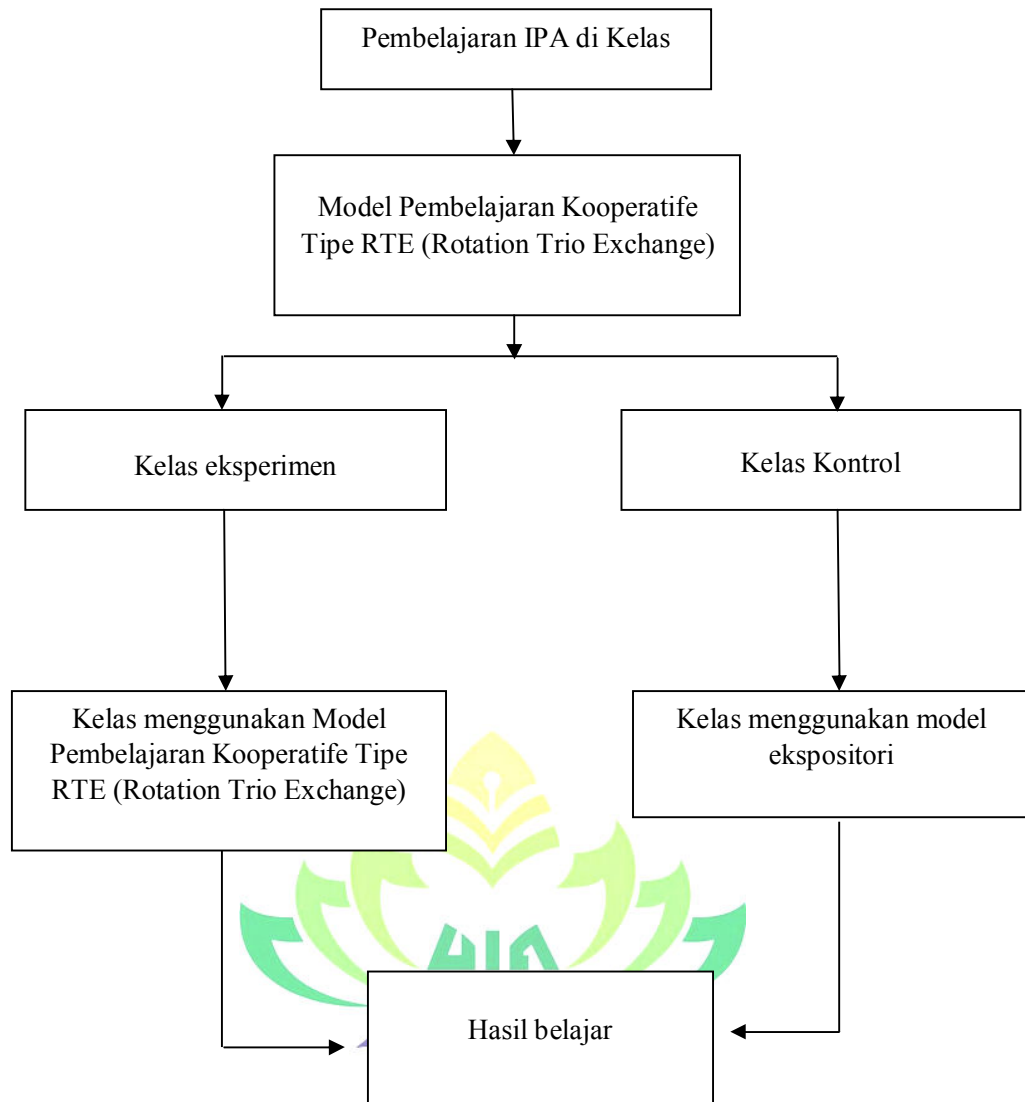 Pembelajaran IPA di Kelas
Model Pembelajaran Kooperatife
Tipe RTE (Rotation Trio Exchange)
Kelas eksperimen
Kelas Kontrol
Kelas menggunakan Model
Pembelajaran Kooperatife Tipe
RTE (Rotation Trio Exchange)
Kelas menggunakan model
ekspositori
Hasil belajar